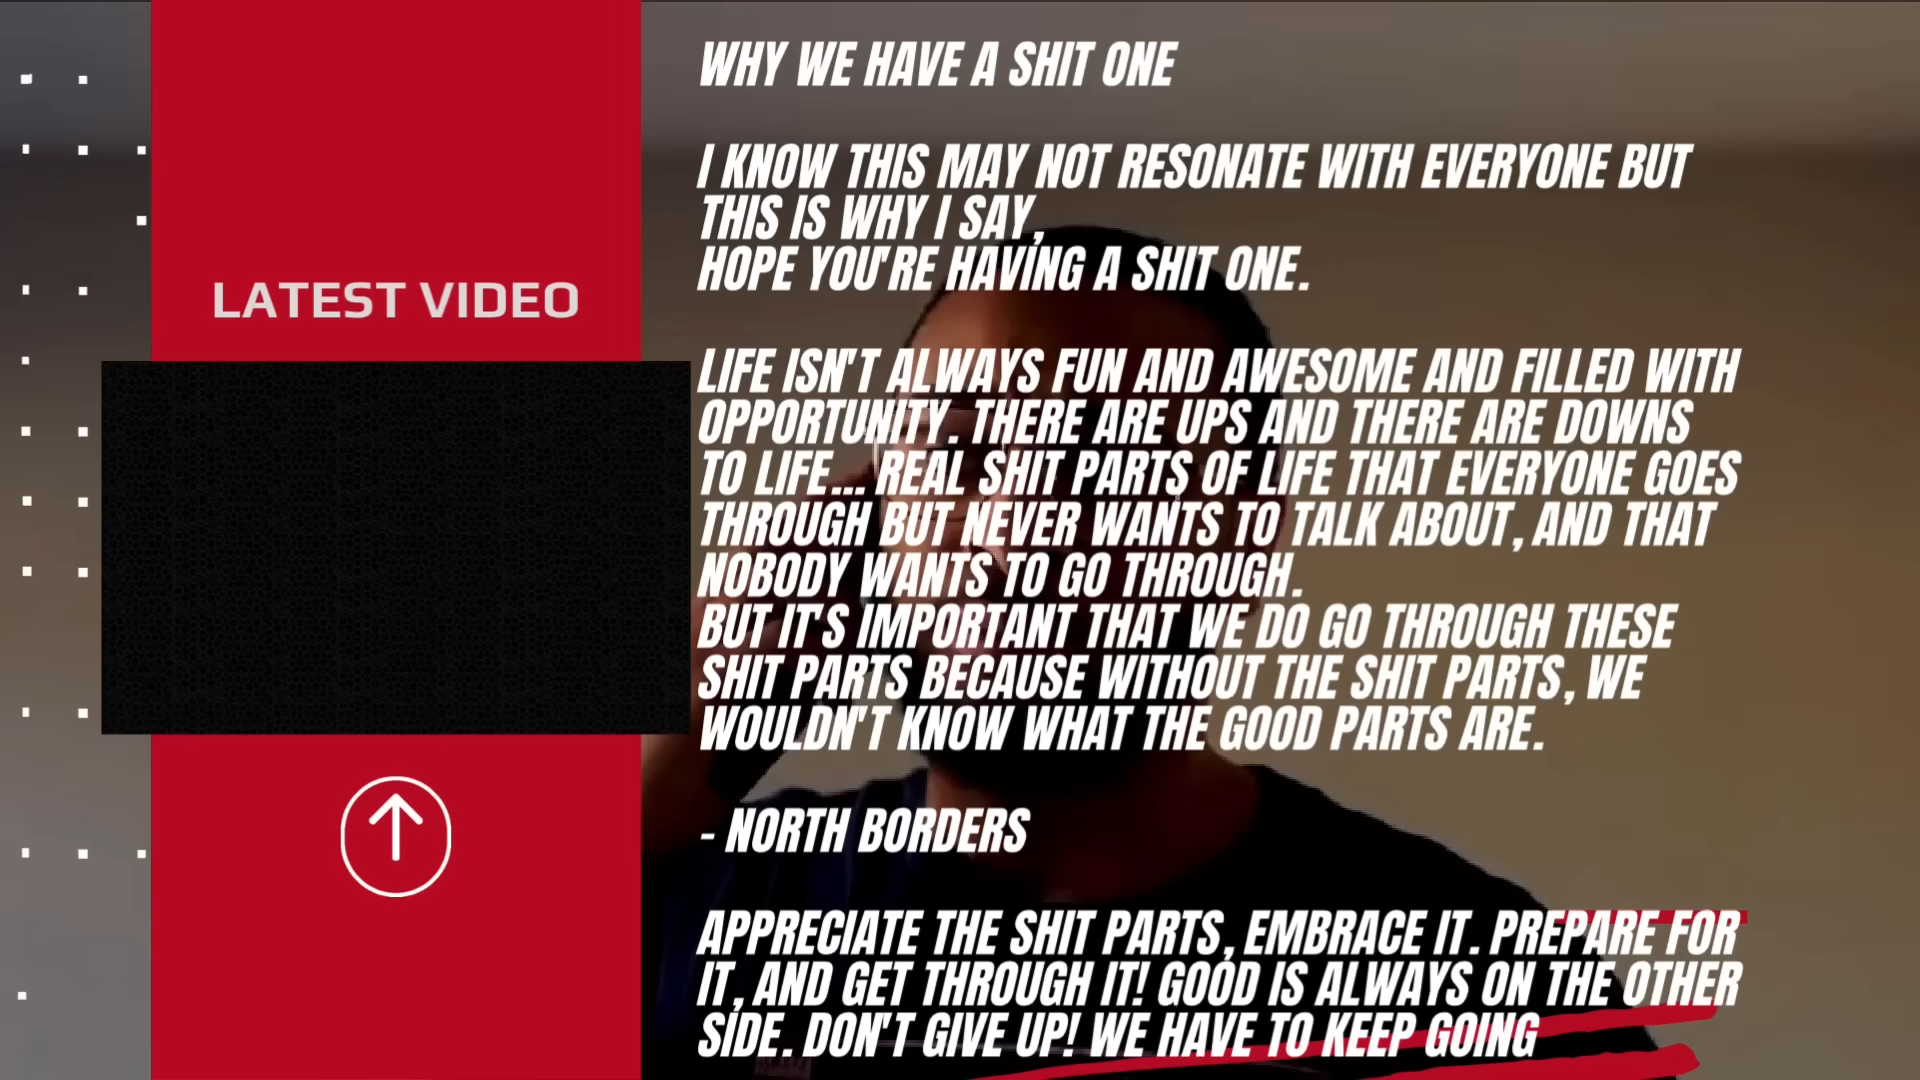 WHY WE HAVE A SHIT ONE
I KNOW THIS MAY NOT RESONATE WITH EVERYONE BUT
THIS IS WHY I SAY,
HOPE YOU'RE HAVING A SHIT ONE.
LATEST VIDEO
LIFE ISN'T ALWAYS FUN AND AWESOME AND FILLED WITH
OPPORTUNITY. THERE ARE UPS AND THERE ARE DOWNS
TO LIFE... REAL SHIT PARTS OF LIFE THAT EVERYONE GOES
THROUGH BUT NEVER WANTS TO TALK ABOUT, AND THAT
NOBODY WANTS TO GO THROUGH.
BUT IT'S IMPORTANT THAT WE DO GO THROUGH THESE
SHIT PARTS BECAUSE WITHOUT THE SHIT PARTS, WE
WOULDN'T KNOW WHAT THE GOOD PARTS ARE.
- NORTH BORDERS
APPRECIATE THE SHIT PARTS, EMBRACE IT. PREPARE FOR
IT, AND GET THROUGH IT! GOOD IS ALWAYS ON THE OTHER
SIDE. DON'T GIVE UP! WE HAVE TO KEEP GOING